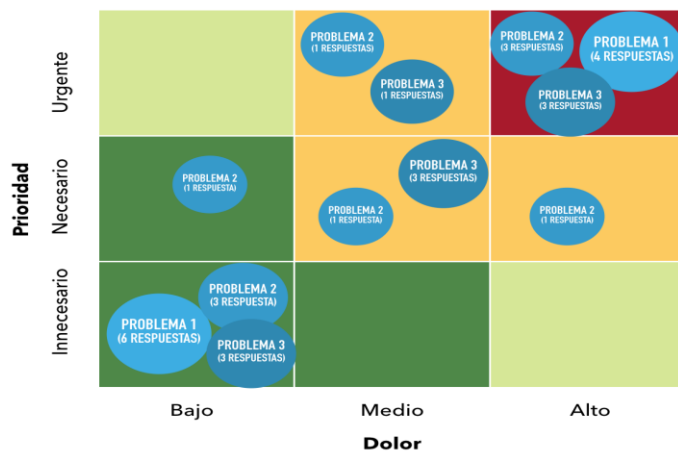 PROBLEMA 2
(1 RESPUESTAS)
PROBLEMA 3
(1 RESPUESTAS)
PROBLEMA 2
(3 RESPUESTAS)
PROBLEMA 1
(4 RESPUESTAS)
PROBLEMA 3
(3 RESPUESTAS)
Urgente
PROBLEMA 2
(1 RESPUESTA)
PROBLEMA 3
(3 RESPUESTAS)
PROBLEMA 2
(1 RESPUESTA)
PROBLEMA 2
(1 RESPUESTA)
Necesario
Prioridad
PROBLEMA 1
(6 RESPUESTAS)
PROBLEMA 2
(3 RESPUESTA)
PROBLEMA 3
(3 RESPUESTAS)
Innecesario
Bajo
Medio
Alto
Dolor